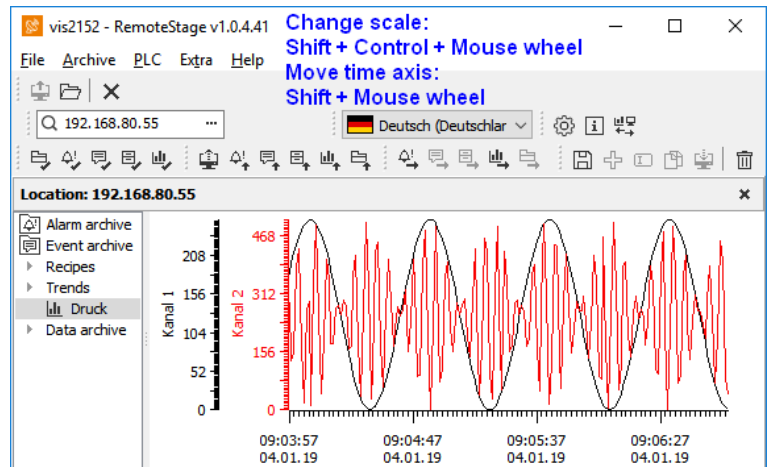 vis2152 - RemoteStage v1.0.4.41
Change scale:
Shift + Control + Mouse wheel
Move time axis:
Shift + Mouse wheel
File Archive PLC Extra Help
192.168.80.55 ...
Deutsch (Deutschlar
Location: 192.168.80.55
Alarm archive
Event archive
Recipes
Trends
Druck
Data archive
Kanal 1
208
156
104
52
0
Kanal 2
468
312
156
0
09:03:57 09:04:47 09:05:37 09:06:27
04.01.19 04.01.19 04.01.19 04.01.19